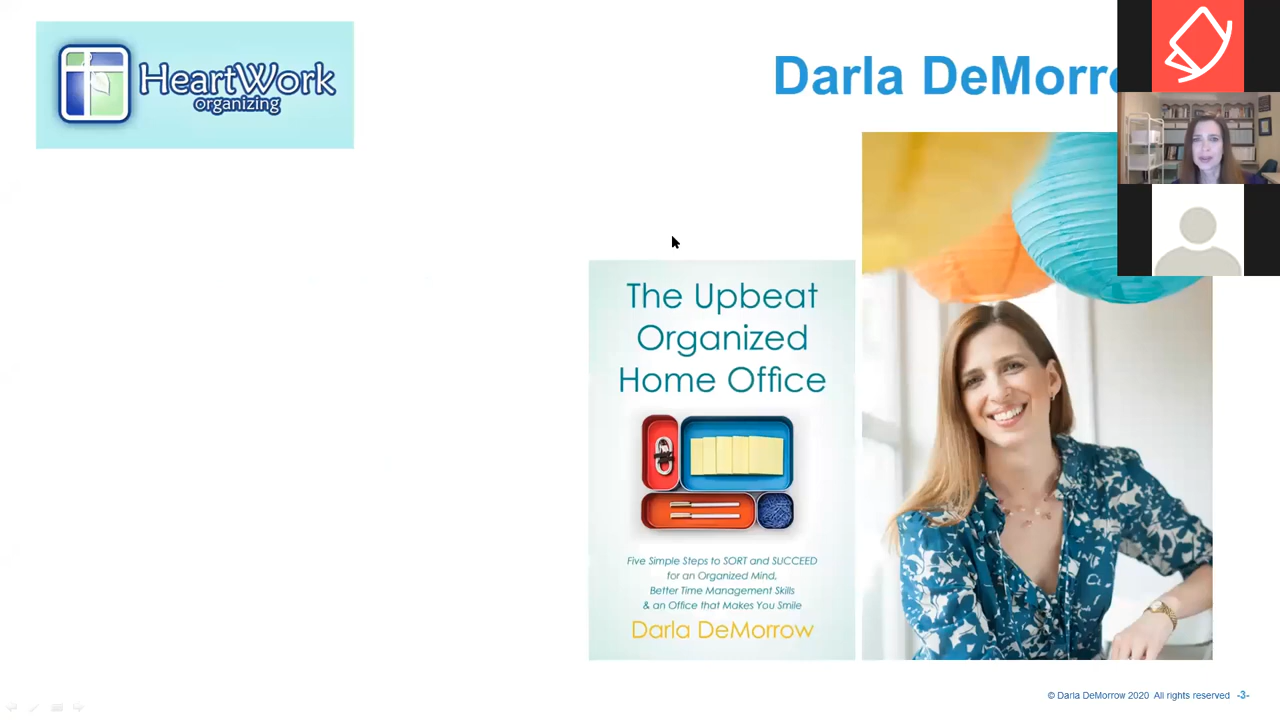 HeartWork
organizing
Darla DeMorro
The Upbeat
Organized
Home Office
Five Simple Steps to SORT and SUCCEED
for an Organized Mind,
Better Time Management Skills
& an Office that Makes You Smile
Darla DeMorrow
© Darla DeMorrow 2020 All rights reserved -3-